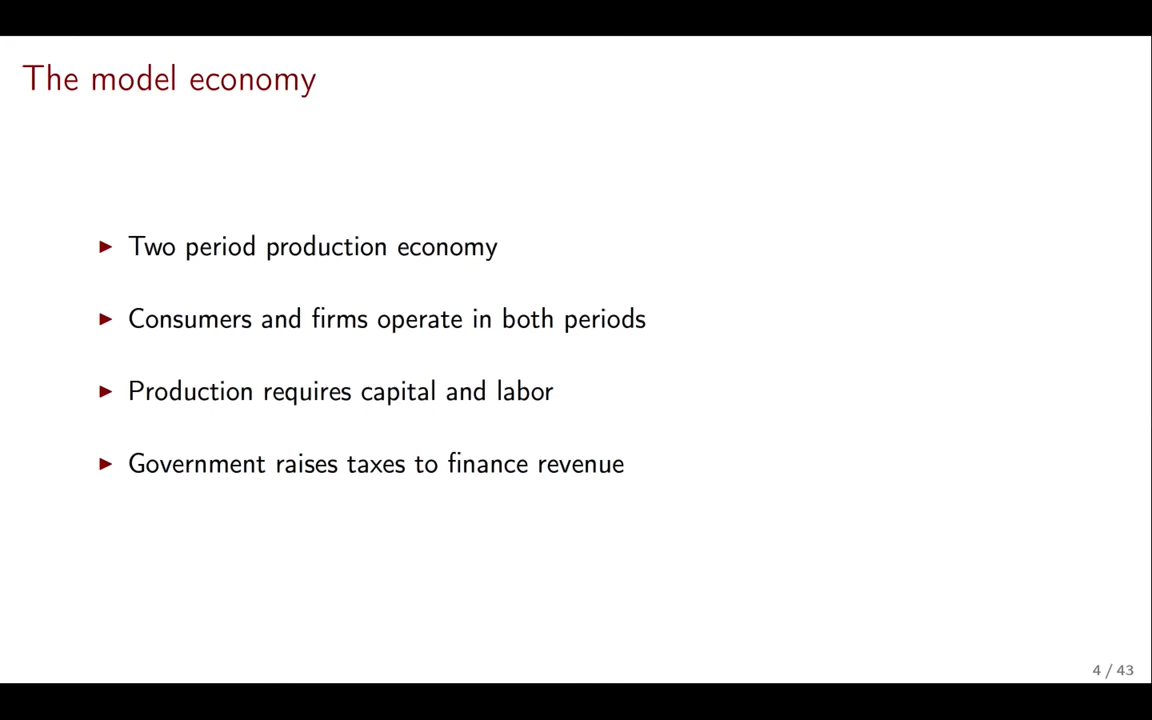 The model economy
▶ Two period production economy
▶ Consumers and firms operate in both periods
▶ Production requires capital and labor
▶ Government raises taxes to finance revenue
4 / 43